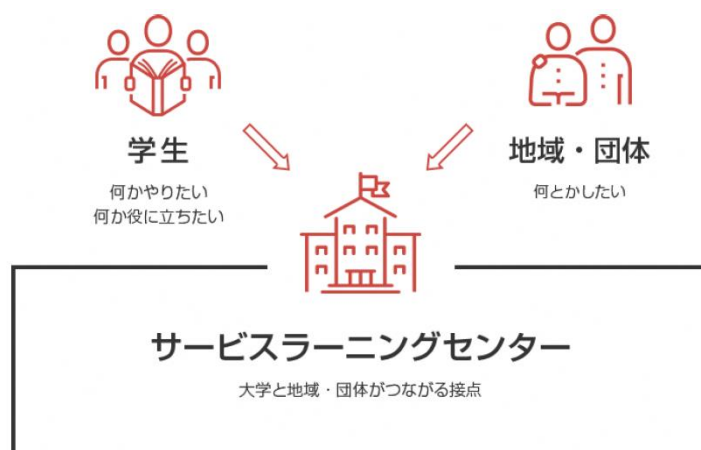 学生
何かやりたい
何か役に立ちたい
地域・団体
何とかしたい
サービスラーニングセンター
大学と地域・団体がつながる接点